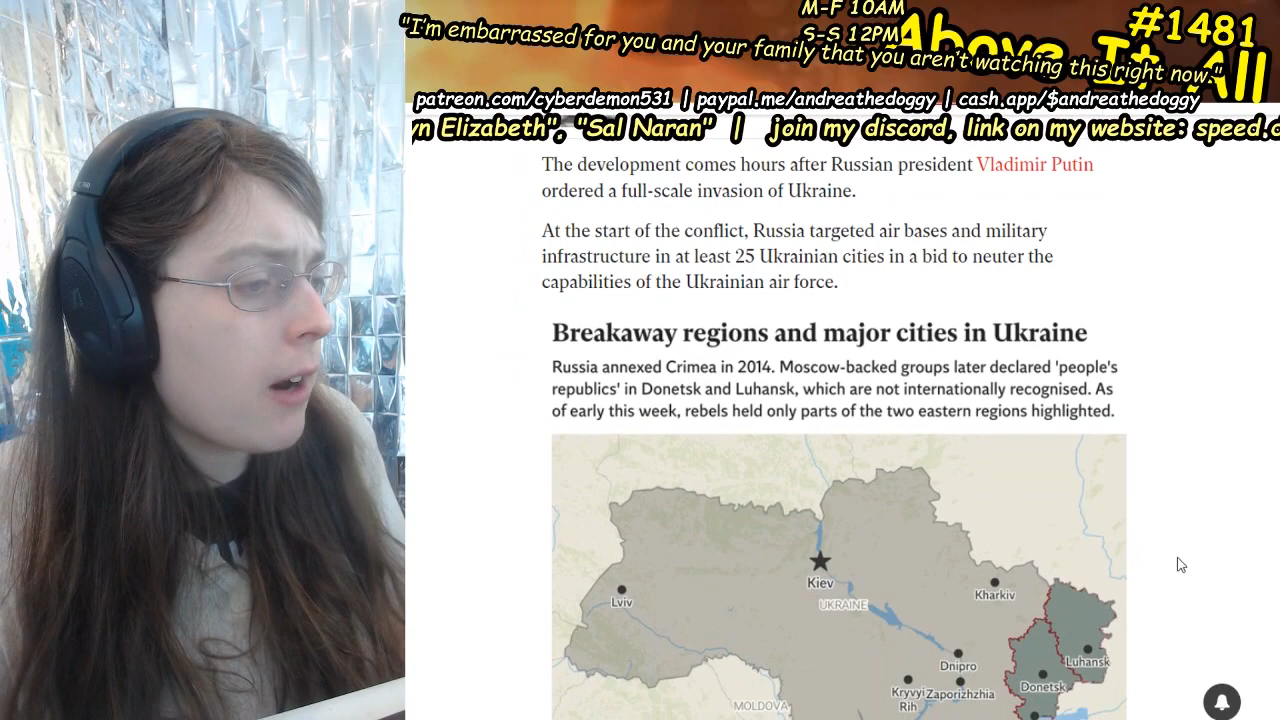 M-F 10AM
S-S 12PM
Above It All
#1481
"I'm embarrassed for you and your family that you aren't watching this right now."
patreon.com/cyberdemon531 | paypal.me/andreathedoggy | cash.app/$andreathedoggy
Elizabeth", "Sal Naran" | join my discord, link on my website: speed.
The development comes hours after Russian president Vladimir Putin
ordered a full-scale invasion of Ukraine.
At the start of the conflict, Russia targeted air bases and military
infrastructure in at least 25 Ukrainian cities in a bid to neuter the
capabilities of the Ukrainian air force.
Breakaway regions and major cities in Ukraine
Russia annexed Crimea in 2014. Moscow-backed groups later declared 'people's
republics' in Donetsk and Luhansk, which are not internationally recognised. As
of early this week, rebels held only parts of the two eastern regions highlighted.
Kiev
Lviv
UKRAINE
Kharkiv
Dnipro
Luhansk
Donetsk
Kryvyi
Rih
Zaporizhzhia
MOLDOVA